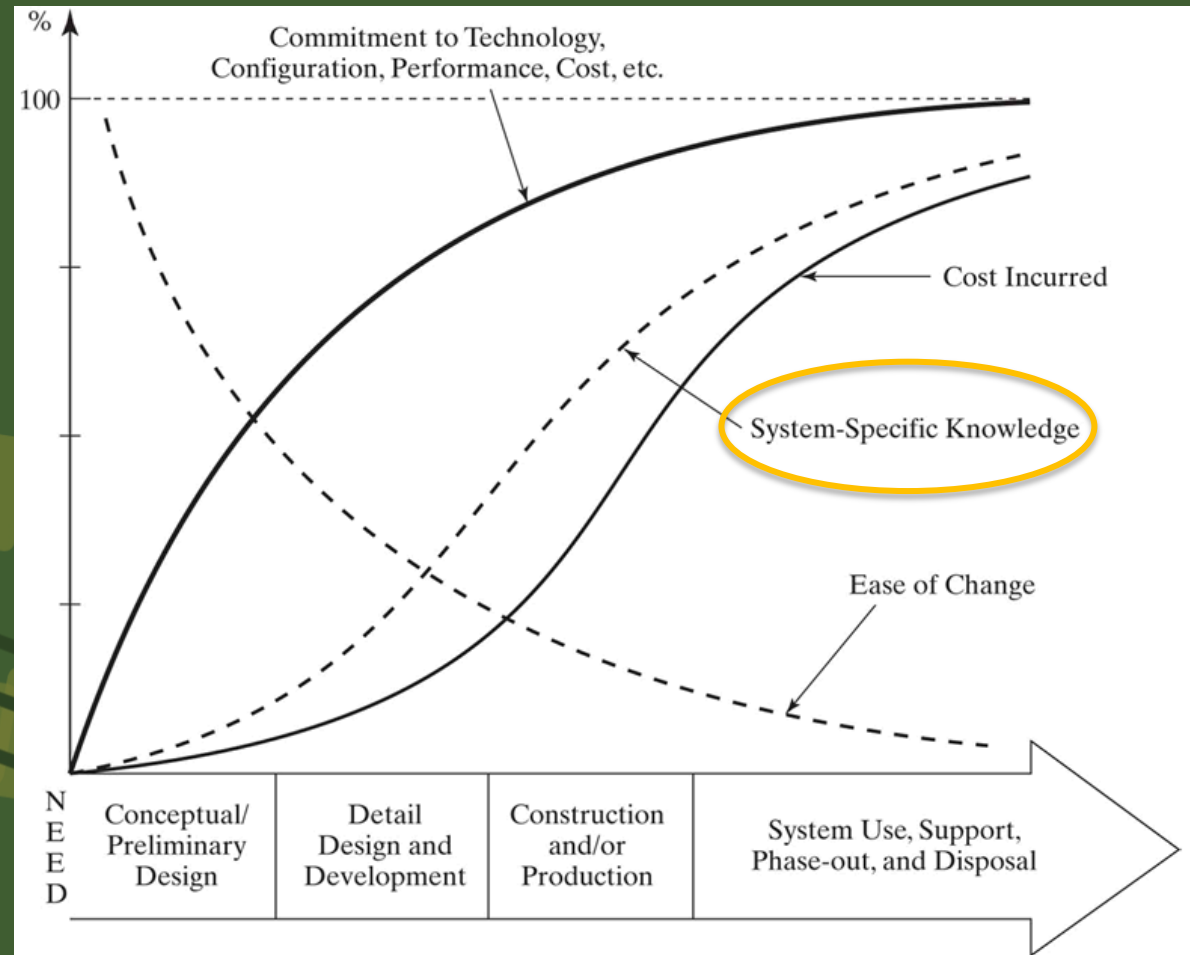 %
Commitment to Technology,
Configuration, Performance, Cost, etc.
100
Cost Incurred
System-Specific Knowledge
Ease of Change
NEED
Conceptual/
Preliminary
Design
Detail
Design and
Development
Construction
and/or
Production
System Use, Support,
Phase-out, and Disposal